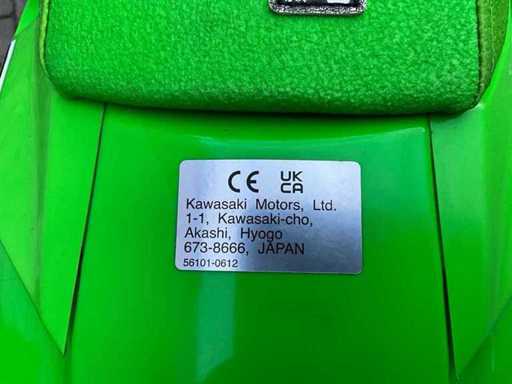 CE UK
CA
Kawasaki Motors, Ltd.
1-1, Kawasaki-cho,
Akashi, Hyogo
673-8666, JAPAN
56101-0612